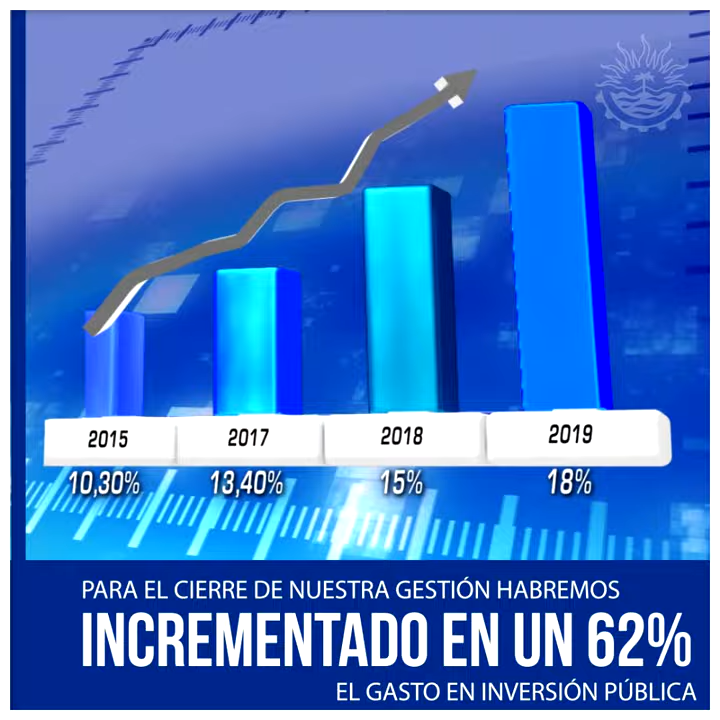 2015 2017 2018 2019
10,30% 13,40% 15% 18%
PARA EL CIERRE DE NUESTRA GESTIÓN HABREMOS
INCREMENTADO EN UN 62%
EL GASTO EN INVERSIÓN PÚBLICA